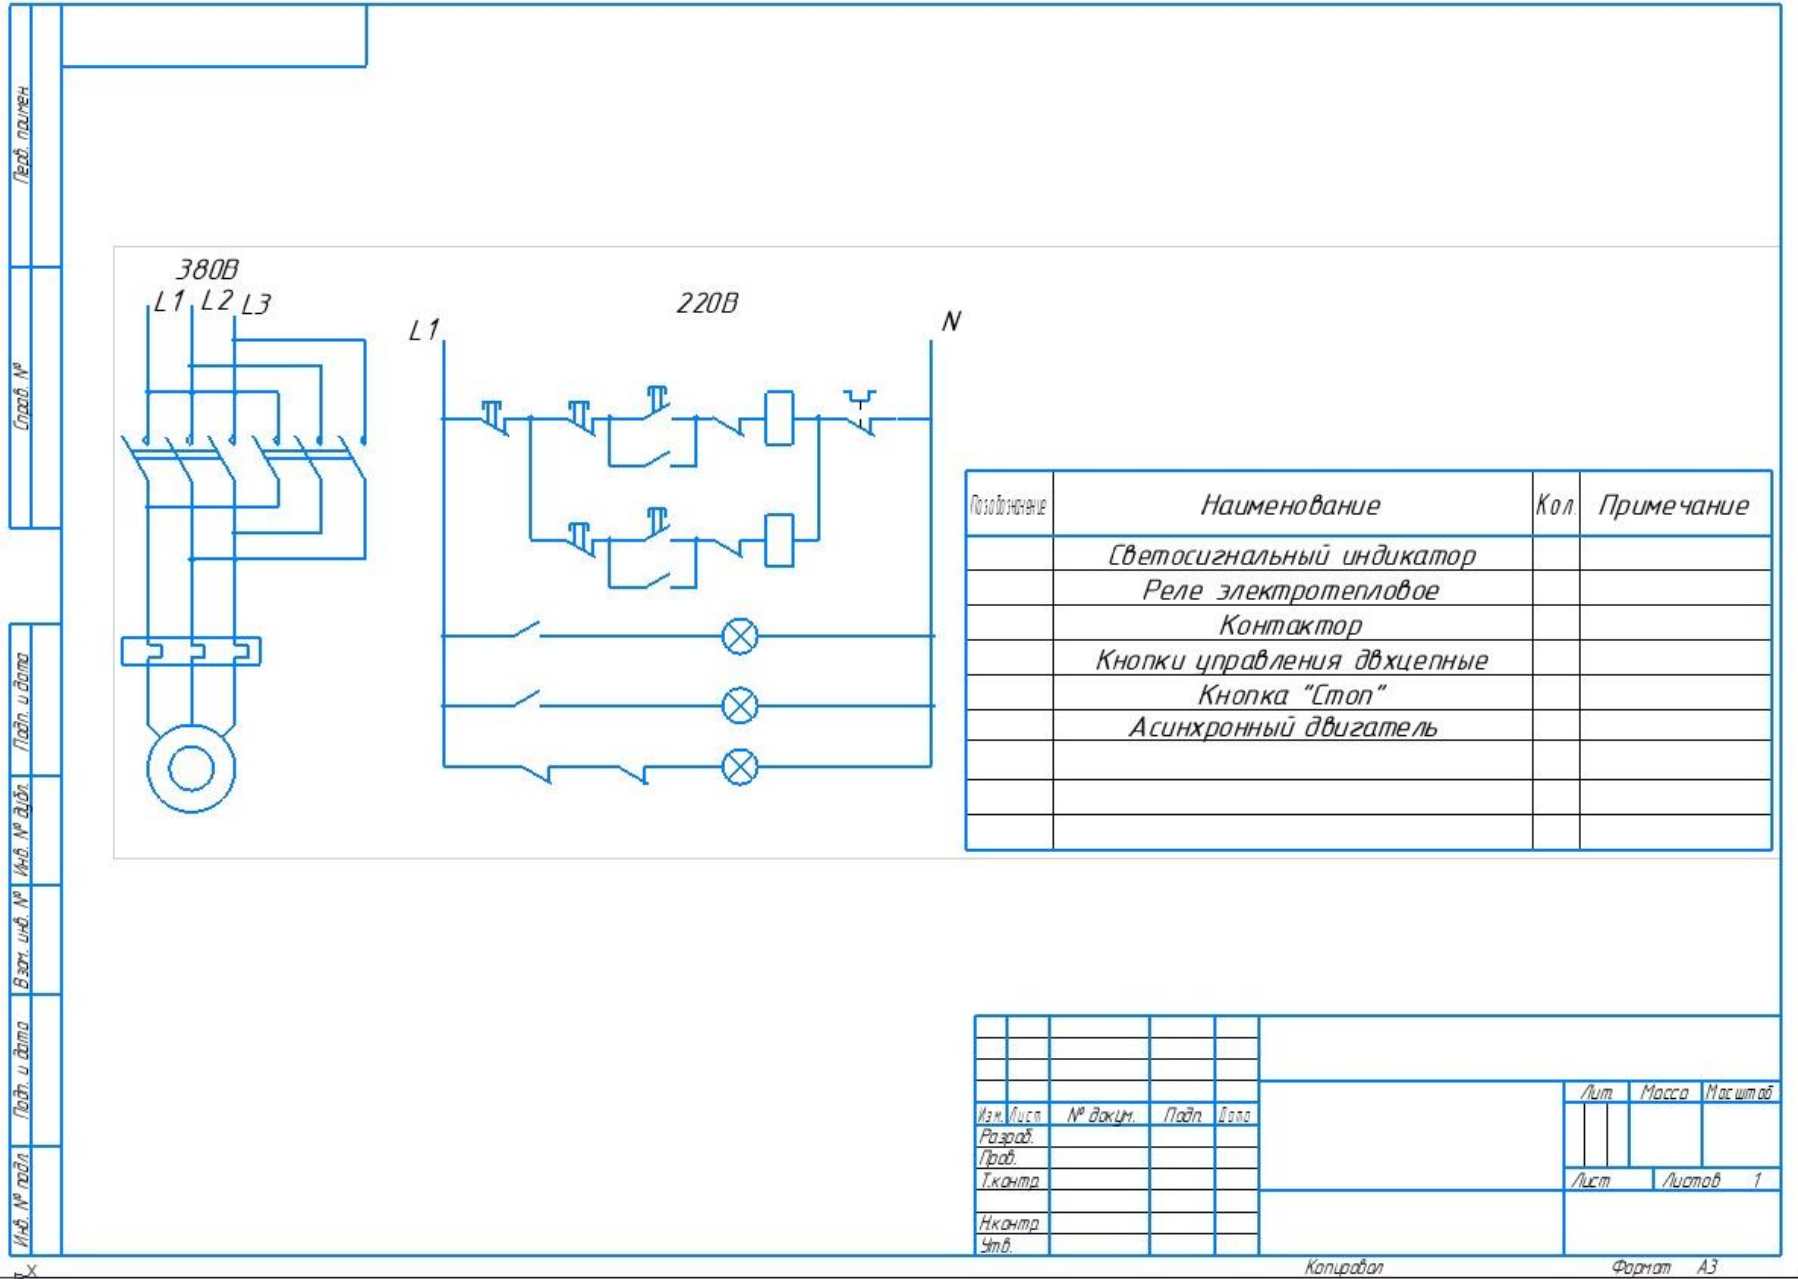 Перв. примен.
Справ. №
Подп. и дата
Инв. № дубл.
Взам. инв. №
Подп. и дата
Инв. № подл.
380В
L1 L2 L3
220В
L1
N
Поз.обозначение Наименование Кол. Примечание
Светосигнальный индикатор
Реле электротепловое
Контактор
Кнопки управления двхцепные
Кнопка "Стоп"
Асинхронный двигатель
Изм. Лист № докум. Подп. Дата
Разраб.
Пров.
Т.контр.
Н.контр.
Утв.
Лит. Масса Масштаб
Лист Листов 1
Копировал Формат А3
X